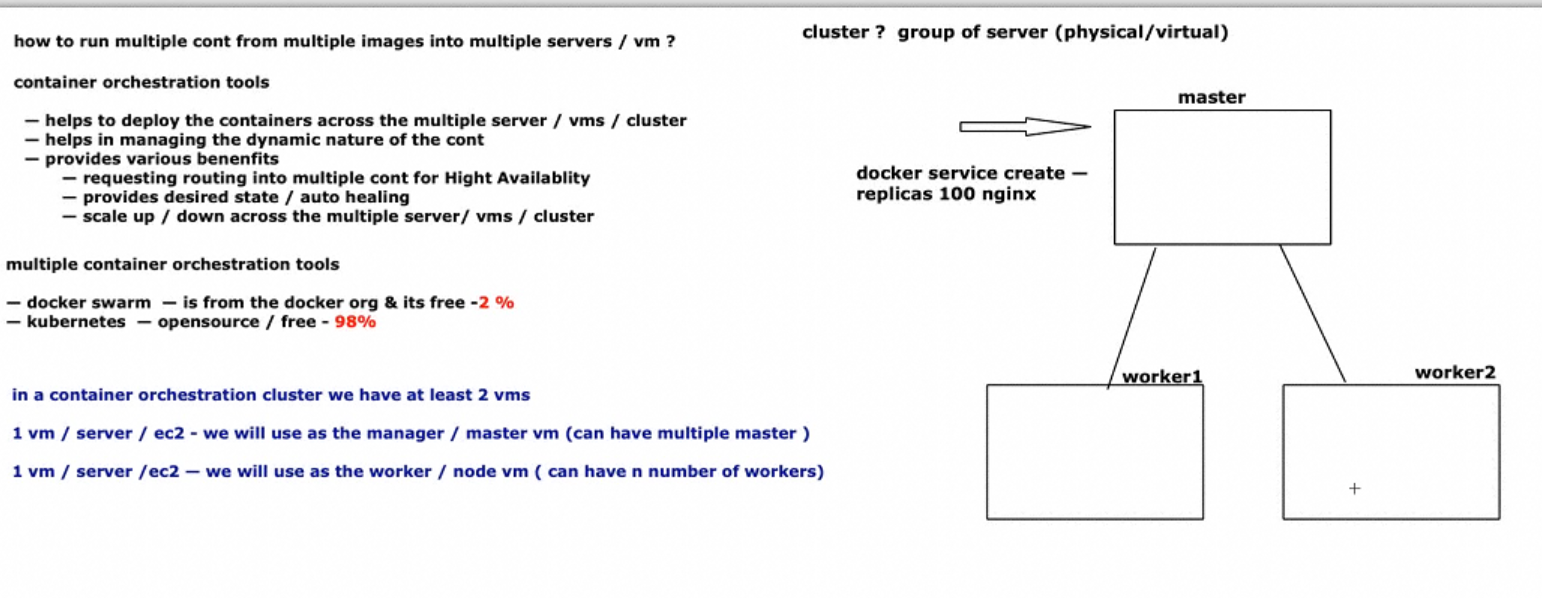 how to run multiple cont from multiple images into multiple servers / vm ?
container orchestration tools
— helps to deploy the containers across the multiple server / vms / cluster
— helps in managing the dynamic nature of the cont
— provides various benenfits
— requesting routing into multiple cont for Hight Availablity
— provides desired state / auto healing
— scale up / down across the multiple server/ vms / cluster
multiple container orchestration tools
— docker swarm — is from the docker org & its free -2 %
— kubernetes — opensource / free - 98%
in a container orchestration cluster we have at least 2 vms
1 vm / server / ec2 - we will use as the manager / master vm (can have multiple master )
1 vm / server /ec2 — we will use as the worker / node vm ( can have n number of workers)
cluster ? group of server (physical/virtual)
master
docker service create —
replicas 100 nginx
worker1
worker2